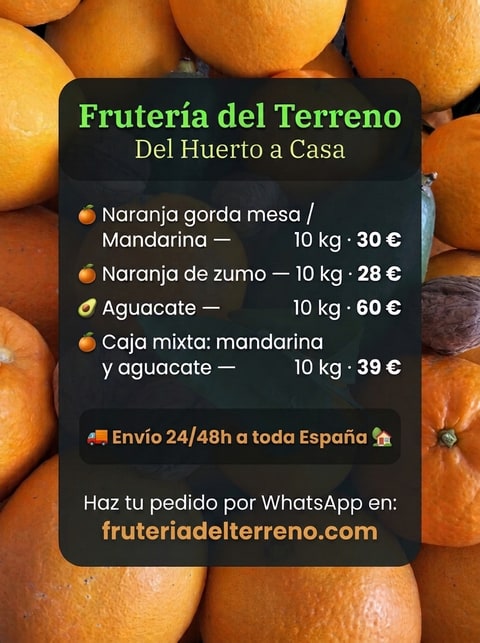 Frutería del Terreno
Del Huerto a Casa
🍊 Naranja gorda mesa /
Mandarina — 10 kg · 30 €
🍊 Naranja de zumo — 10 kg · 28 €
🥑 Aguacate — 10 kg · 60 €
🍊 Caja mixta: mandarina
y aguacate — 10 kg · 39 €
🚚 Envío 24/48h a toda España 🏡
Haz tu pedido por WhatsApp en:
fruteriadelterreno.com